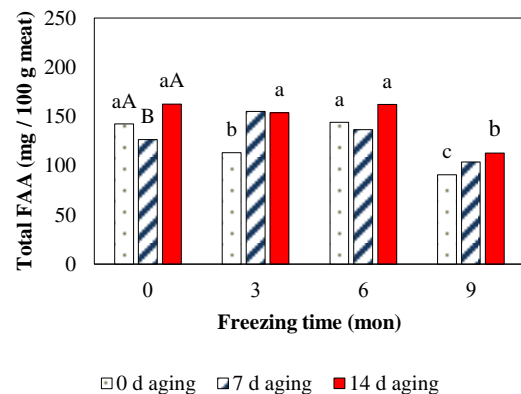 Total FAA (mg / 100 g meat)
250
200
150
100
50
0
aA B aA
b a
a a
c b
0 3 6 9
Freezing time (mon)
0 d aging 7 d aging 14 d aging